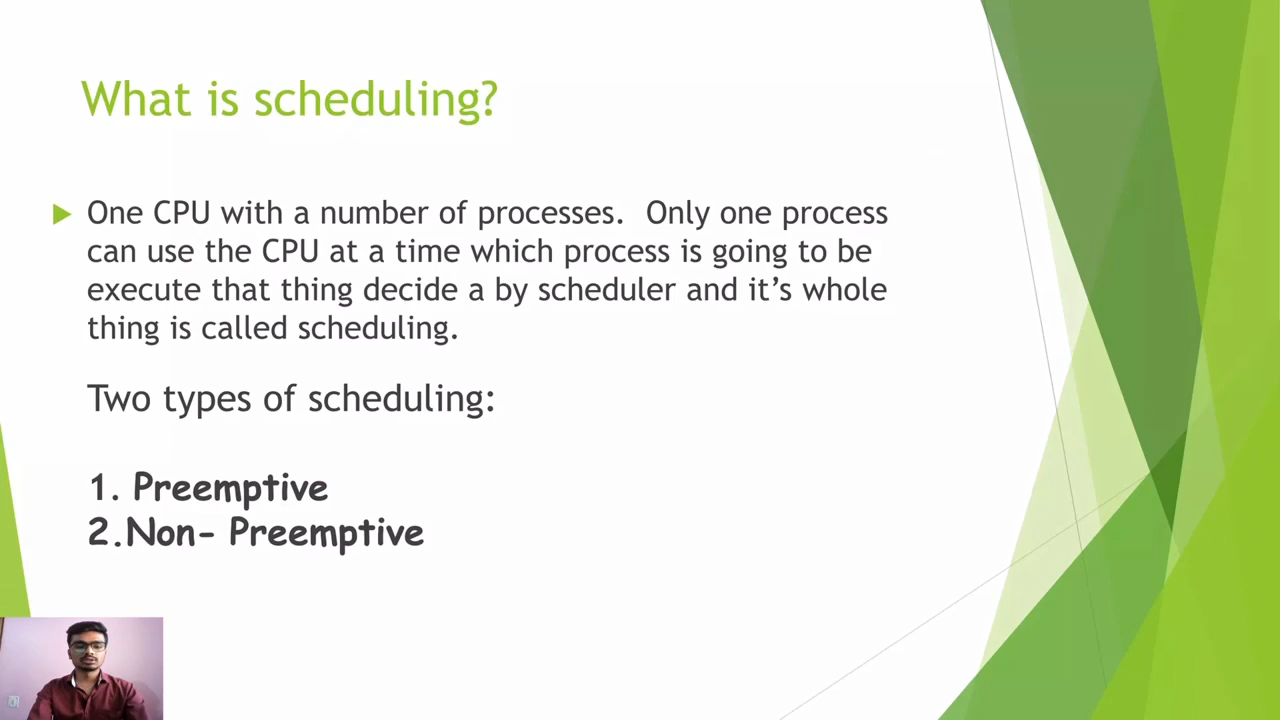 What is scheduling?
One CPU with a number of processes. Only one process
can use the CPU at a time which process is going to be
execute that thing decide a by scheduler and it's whole
thing is called scheduling.
Two types of scheduling:
1. Preemptive
2.Non- Preemptive